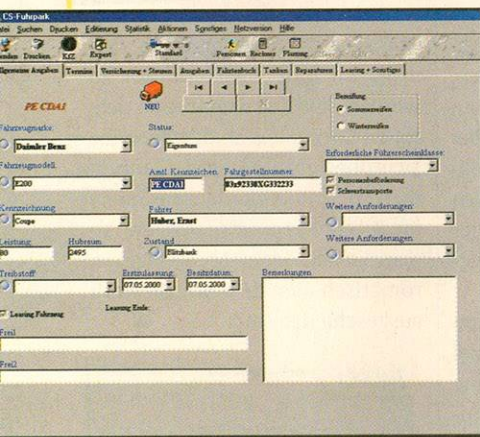 CS-Fuhrpark
Suchen Drucken Editierung Statistik Aktionen Sonstiges Netzversion Hilfe
Drucken KfZ Expert Standard Personen Rechner Planung
Allgemeine Angaben Termine Versicherung + Steuern Ausgaben Fahrtenbuch Tanken Reparaturen Leasing + Sonstiges
PE CDA1
NEU
Bereifung
Sommerreifen
Winterreifen
Fahrzeugmarke:
Daimler Benz
Status:
Eigentum
Fahrzeugmodell:
E200
Amtl. Kennzeichen
PE CDA1
Fahrgestellnummer
Erforderliche Führerscheinklasse:
Personenbeförderung
Schwertransporte
Kennzeichnung
Coupe
Fahrer
Huber, Ernst
Weitere Anforderungen:
Leistung:
80
Hubraum
2495
Zustand
Weitere Anforderungen:
Treibstoff:
Erstzulassung:
07.05.2000
Besitzdatum:
07.05.2000
Bemerkungen
Leasing Fahrzeug
Leasing Ende:
Frei1
Frei2